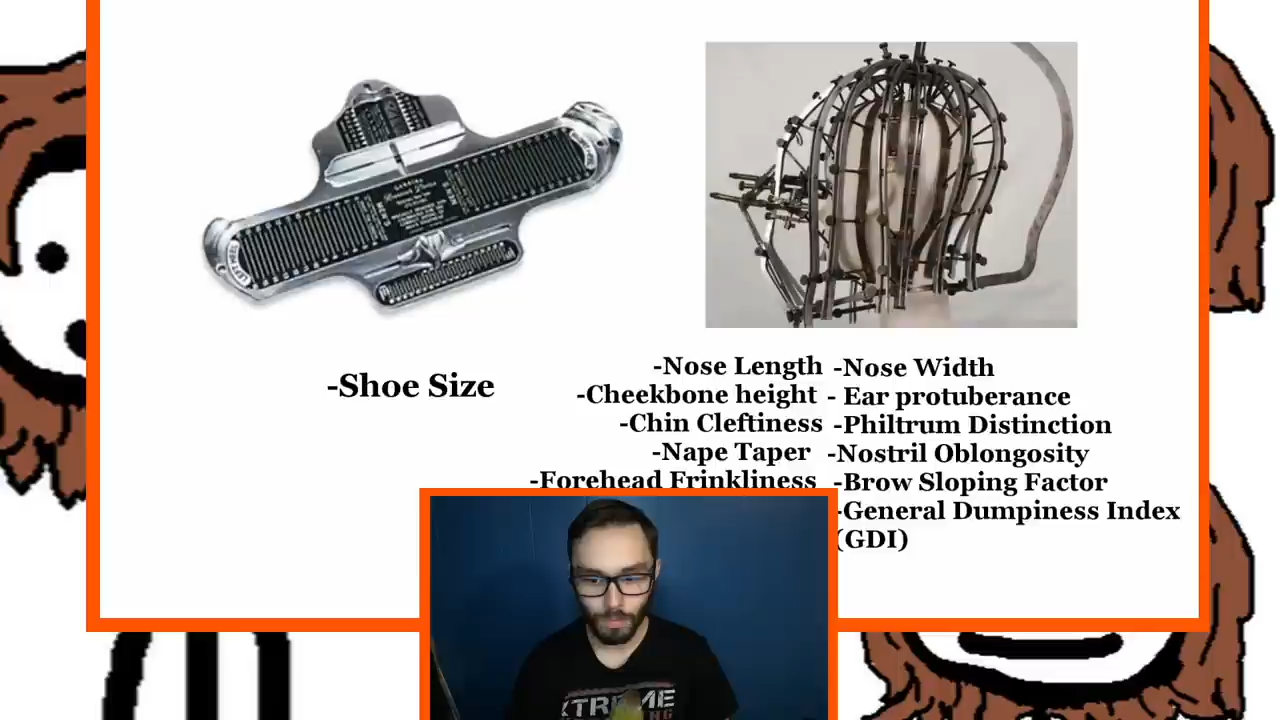 -Shoe Size
-Nose Length
-Cheekbone height
-Chin Cleftiness
-Nape Taper
-Forehead Frinkliness
-Nose Width
- Ear protuberance
-Philtrum Distinction
-Nostril Oblongosity
-Brow Sloping Factor
-General Dumpiness Index
(GDI)